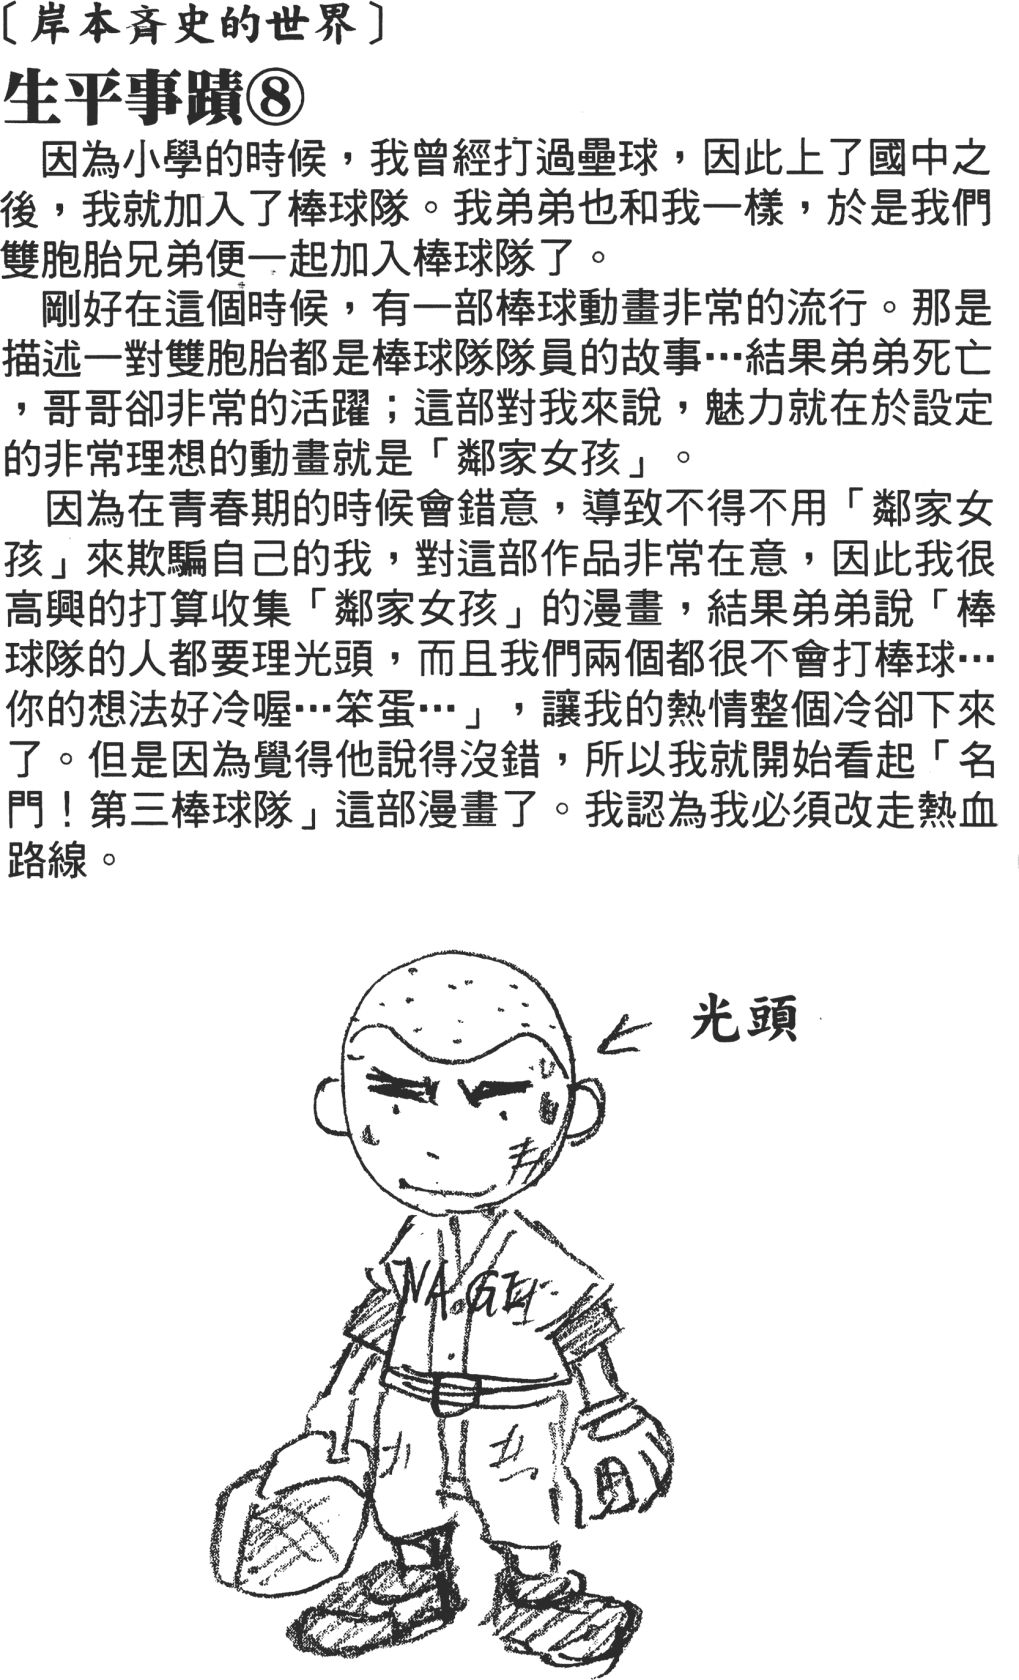 〔岸本斉史的世界〕
生平事蹟⑧
因為小學的時候，我曾經打過壘球，因此上了國中之
後，我就加入了棒球隊。我弟弟也和我一樣，於是我們
雙胞胎兄弟便一起加入棒球隊了。
剛好在這個時候，有一部棒球動畫非常的流行。那是
描述一對雙胞胎都是棒球隊隊員的故事…結果弟弟死亡
，哥哥卻非常的活躍；這部對我來說，魅力就在於設定
的非常理想的動畫就是「鄰家女孩」。
因為在青春期的時候會錯意，導致不得不用「鄰家女
孩」來欺騙自己的我，對這部作品非常在意，因此我很
高興的打算收集「鄰家女孩」的漫畫，結果弟弟說「棒
球隊的人都要理光頭，而且我們兩個都很不會打棒球…
你的想法好冷喔…笨蛋…」，讓我的熱情整個冷卻下來
了。但是因為覺得他說得沒錯，所以我就開始看起「名
門！第三棒球隊」這部漫畫了。我認為我必須改走熱血
路線。
光頭